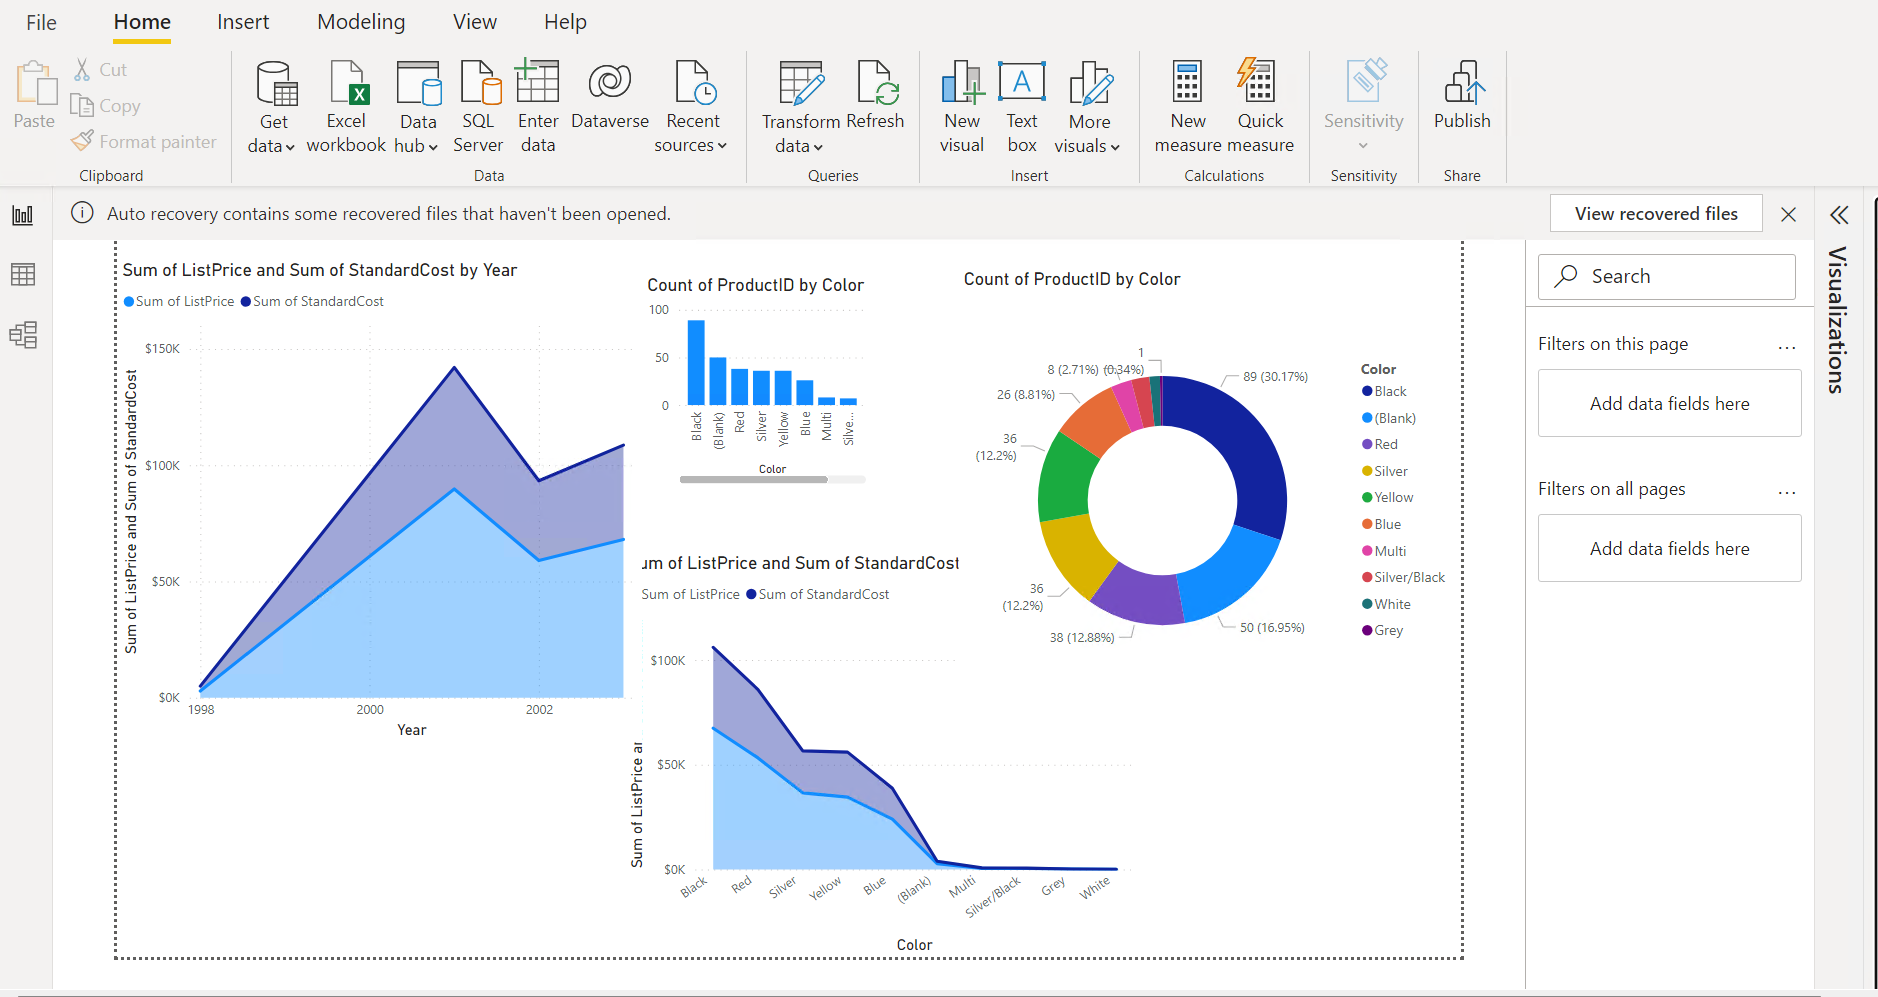 File Home Insert Modeling View Help
Paste
Cut
Copy
Format painter
Clipboard
Get data
Excel workbook
Data hub
SQL Server
Enter data
Dataverse
Recent sources
Data
Transform data
Refresh
Queries
New visual
Text box
More visuals
Insert
New measure
Quick measure
Calculations
Sensitivity
Sensitivity
Publish
Share
Auto recovery contains some recovered files that haven't been opened.
View recovered files
Sum of ListPrice and Sum of StandardCost by Year
Sum of ListPrice Sum of StandardCost
Sum of ListPrice and Sum of StandardCost
$150K
$100K
$50K
$0K
1998 2000 2002
Year
Count of ProductID by Color
100
50
0
Black (Blank) Red Silver Yellow Blue Multi Silve...
Color
um of ListPrice and Sum of StandardCost
Sum of ListPrice Sum of StandardCost
Sum of ListPrice ar
$100K
$50K
$0K
Black Red Silver Yellow Blue (Blank) Multi Silver/Black Grey White
Color
Count of ProductID by Color
1
(0.34%)
8 (2.71%)
26 (8.81%)
36
(12.2%)
36
(12.2%)
38 (12.88%)
50 (16.95%)
89 (30.17%)
Color
Black
(Blank)
Red
Silver
Yellow
Blue
Multi
Silver/Black
White
Grey
Search
Filters on this page ...
Add data fields here
Filters on all pages ...
Add data fields here
Visualizations